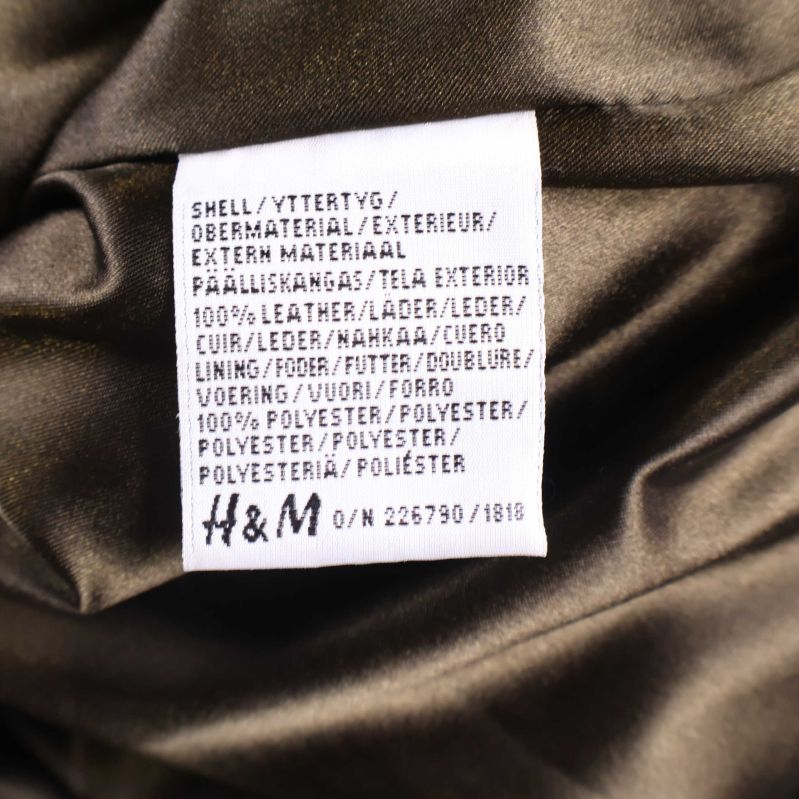 SHELL/YTTERTYG/
OBERMATERIAL/EXTERIEUR/
EXTERN MATERIAAL
PÄÄLLISKANGAS/TELA EXTERIOR
100% LEATHER/LÄDER/LEDER/
CUIR/LEDER/NAHKAA/CUERO
LINING/FODER/FUTTER/DOUBLURE/
VOERING/VUORI/FORRO
100% POLYESTER/POLYESTER/
POLYESTER/POLYESTER/
POLYESTERIÄ/POLIÉSTER
H&M O/N 226790/1818